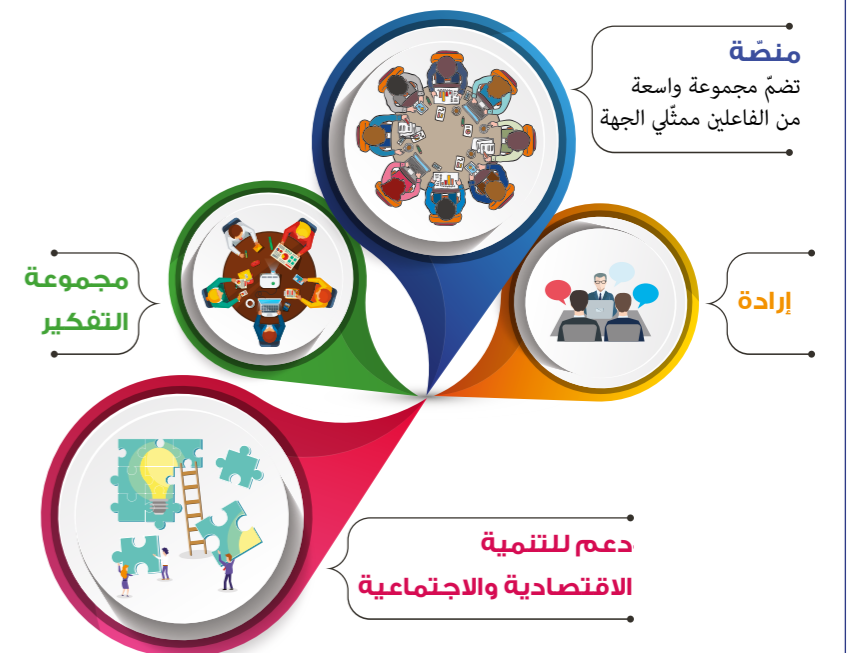 منصّة
تضمّ مجموعة واسعة
من الفاعلين ممثّلي الجهة
إرادة
مجموعة
التفكير
دعم للتنمية
الاقتصادية والاجتماعية